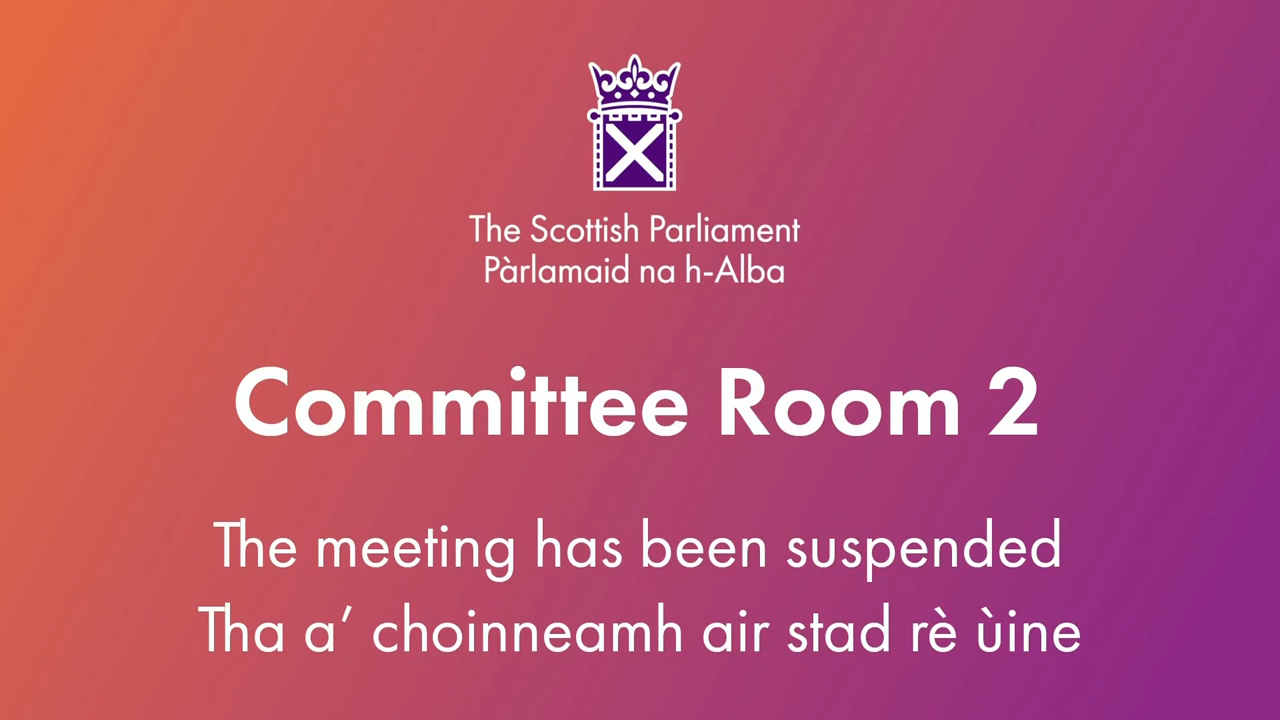 The Scottish Parliament
Pàrlamaid na h-Alba
Committee Room 2
The meeting has been suspended
Tha a’ choinneamh air stad rè ùine